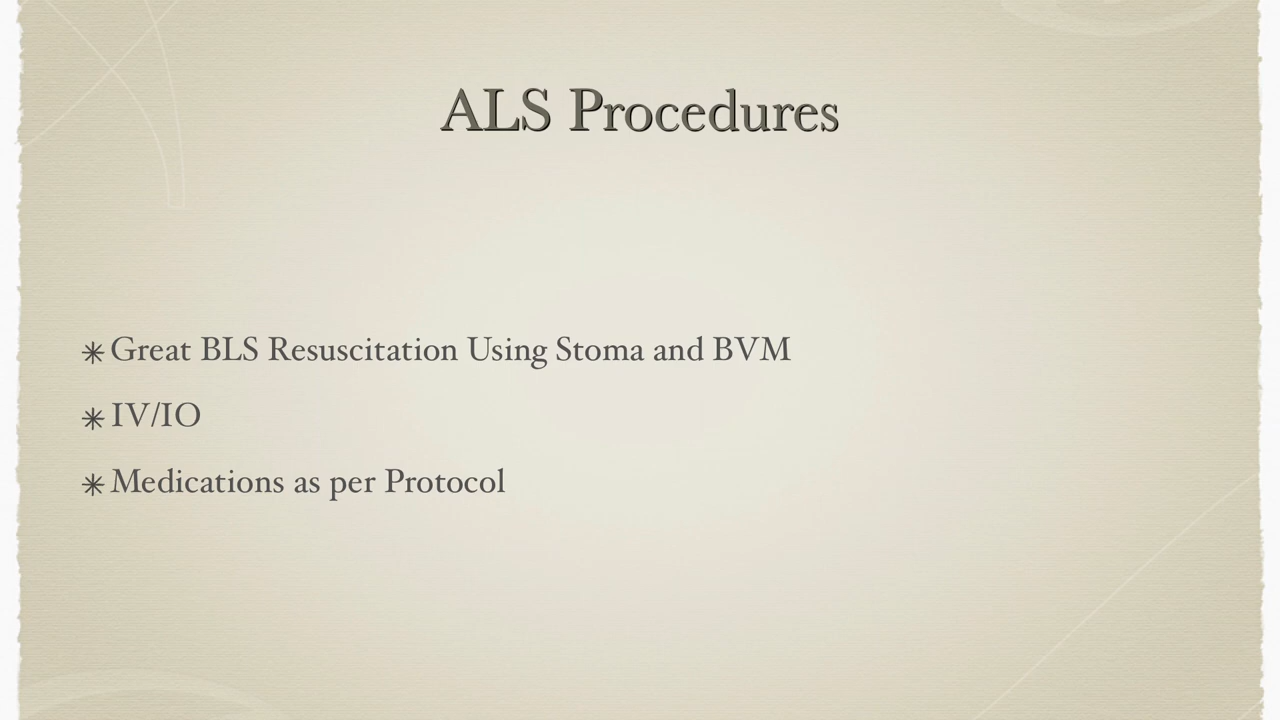 ALS Procedures
Great BLS Resuscitation Using Stoma and BVM
IV/IO
Medications as per Protocol